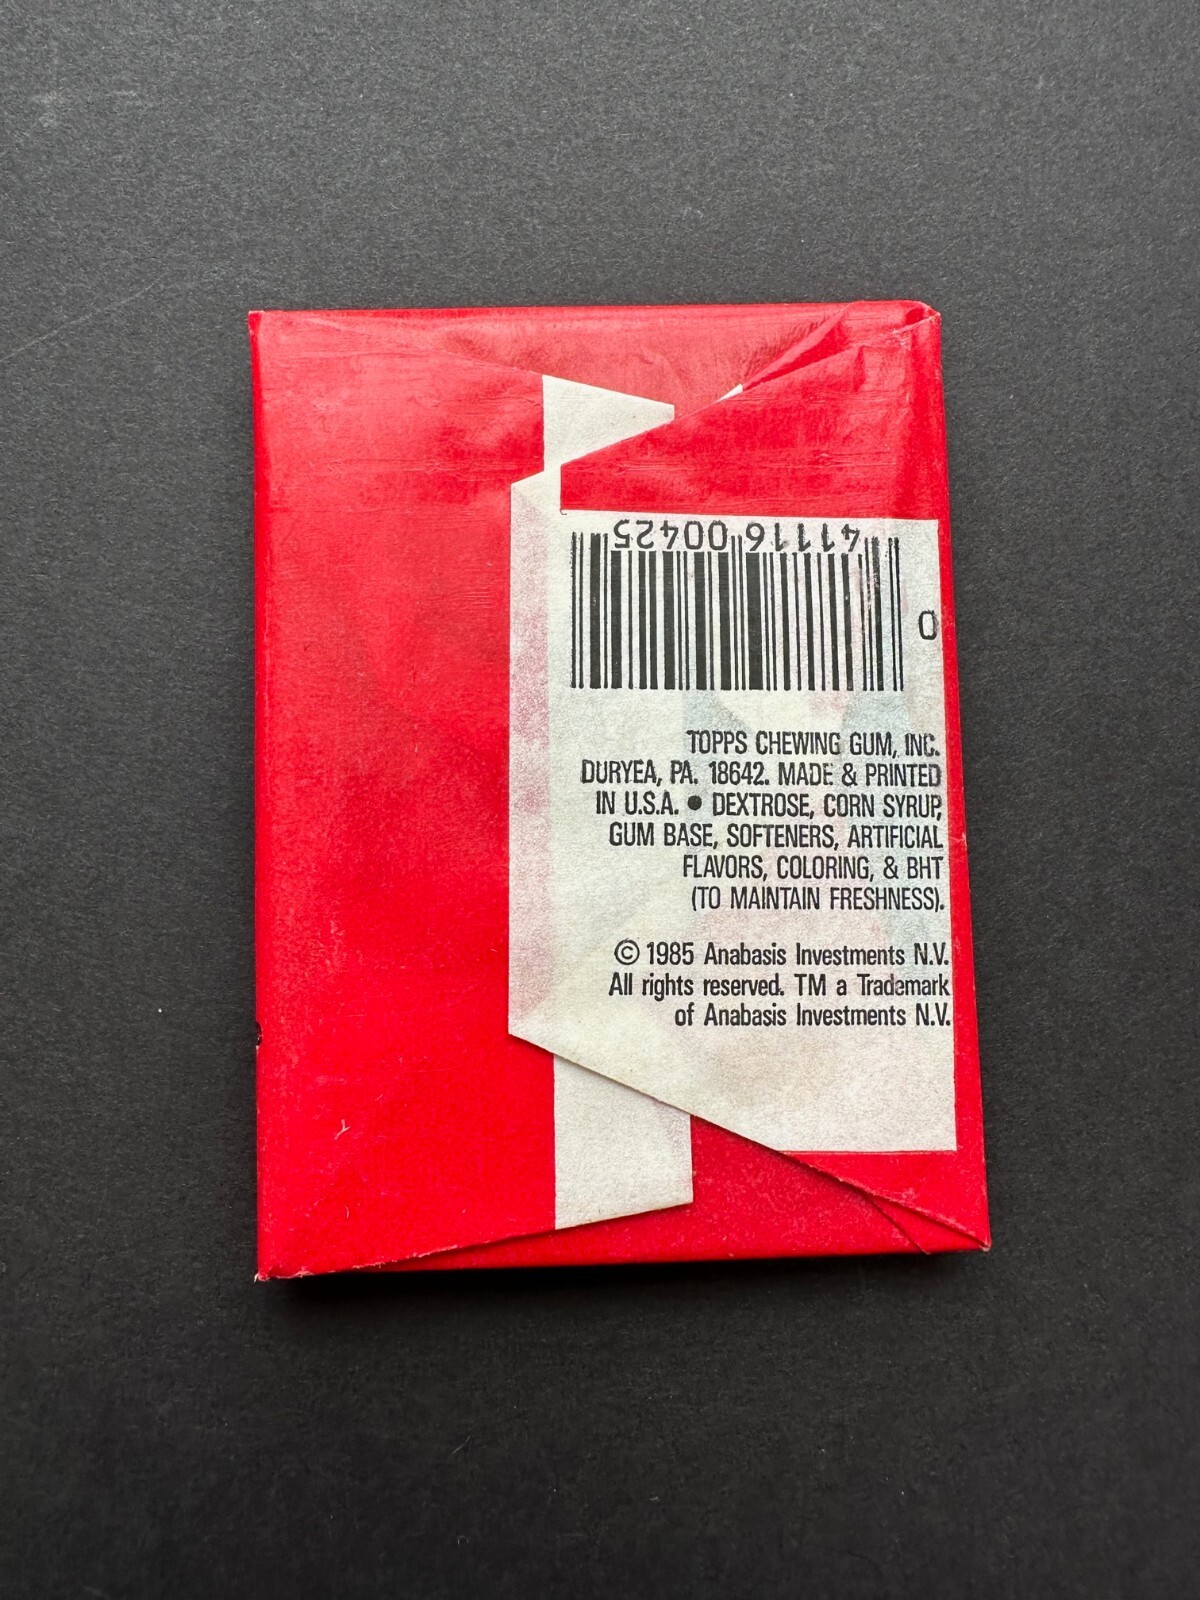 41116 00425
0
TOPPS CHEWING GUM, INC.
DURYEA, PA. 18642. MADE & PRINTED
IN U.S.A. ● DEXTROSE, CORN SYRUP,
GUM BASE, SOFTENERS, ARTIFICIAL
FLAVORS, COLORING, & BHT
(TO MAINTAIN FRESHNESS).
© 1985 Anabasis Investments N.V.
All rights reserved. TM a Trademark
of Anabasis Investments N.V.